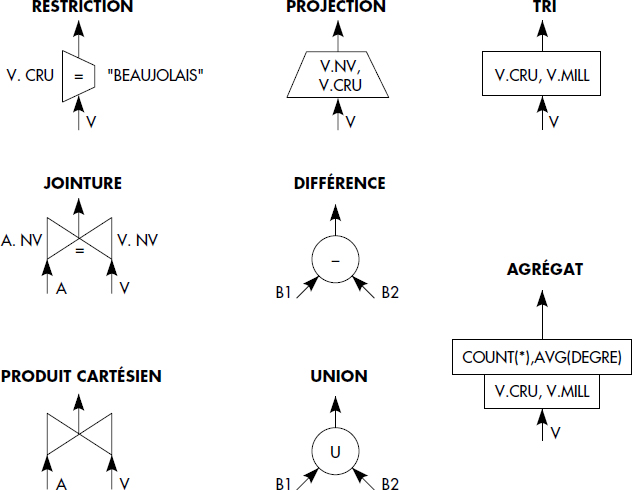 RESTRICTION
V. CRU = "BEAUJOLAIS"
V
PROJECTION
V.NV,
V.CRU
V
TRI
V.CRU, V.MILL
V
JOINTURE
A. NV = V. NV
A V
DIFFÉRENCE
–
B1 B2
AGRÉGAT
COUNT(*),AVG(DEGRE)
V.CRU, V.MILL
V
PRODUIT CARTÉSIEN
A V
UNION
U
B1 B2